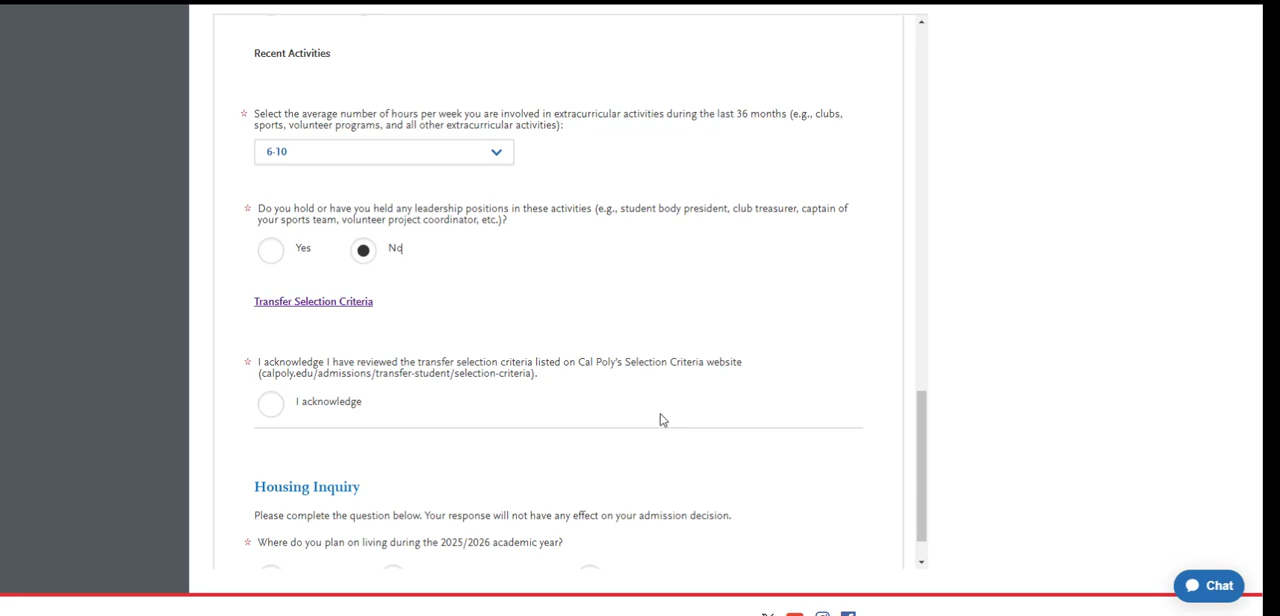 Recent Activities
☆ Select the average number of hours per week you are involved in extracurricular activities during the last 36 months (e.g., clubs,
sports, volunteer programs, and all other extracurricular activities):
6-10
☆ Do you hold or have you held any leadership positions in these activities (e.g., student body president, club treasurer, captain of
your sports team, volunteer project coordinator, etc.)?
Yes No
Transfer Selection Criteria
☆ I acknowledge I have reviewed the transfer selection criteria listed on Cal Poly's Selection Criteria website
(calpoly.edu/admissions/transfer-student/selection-criteria).
I acknowledge
Housing Inquiry
Please complete the question below. Your response will not have any effect on your admission decision.
☆ Where do you plan on living during the 2025/2026 academic year?
Chat